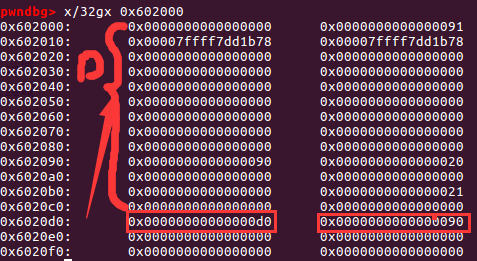 pwndbg> x/32gx 0x602000
0x602000: 0x0000000000000000 0x0000000000000091
0x602010: 0x00007ffff7dd1b78 0x00007ffff7dd1b78
0x602020: 0x0000000000000000 0x0000000000000000
0x602030: 0x0000000000000000 0x0000000000000000
0x602040: 0x0000000000000000 0x0000000000000000
0x602050: 0x0000000000000000 0x0000000000000000
0x602060: 0x0000000000000000 0x0000000000000000
0x602070: 0x0000000000000000 0x0000000000000000
0x602080: 0x0000000000000000 0x0000000000000000
0x602090: 0x0000000000000090 0x0000000000000020
0x6020a0: 0x0000000000000000 0x0000000000000000
0x6020b0: 0x0000000000000000 0x0000000000000021
0x6020c0: 0x0000000000000000 0x0000000000000000
0x6020d0: 0x00000000000000d0 0x0000000000000090
0x6020e0: 0x0000000000000000 0x0000000000000000
0x6020f0: 0x0000000000000000 0x0000000000000000